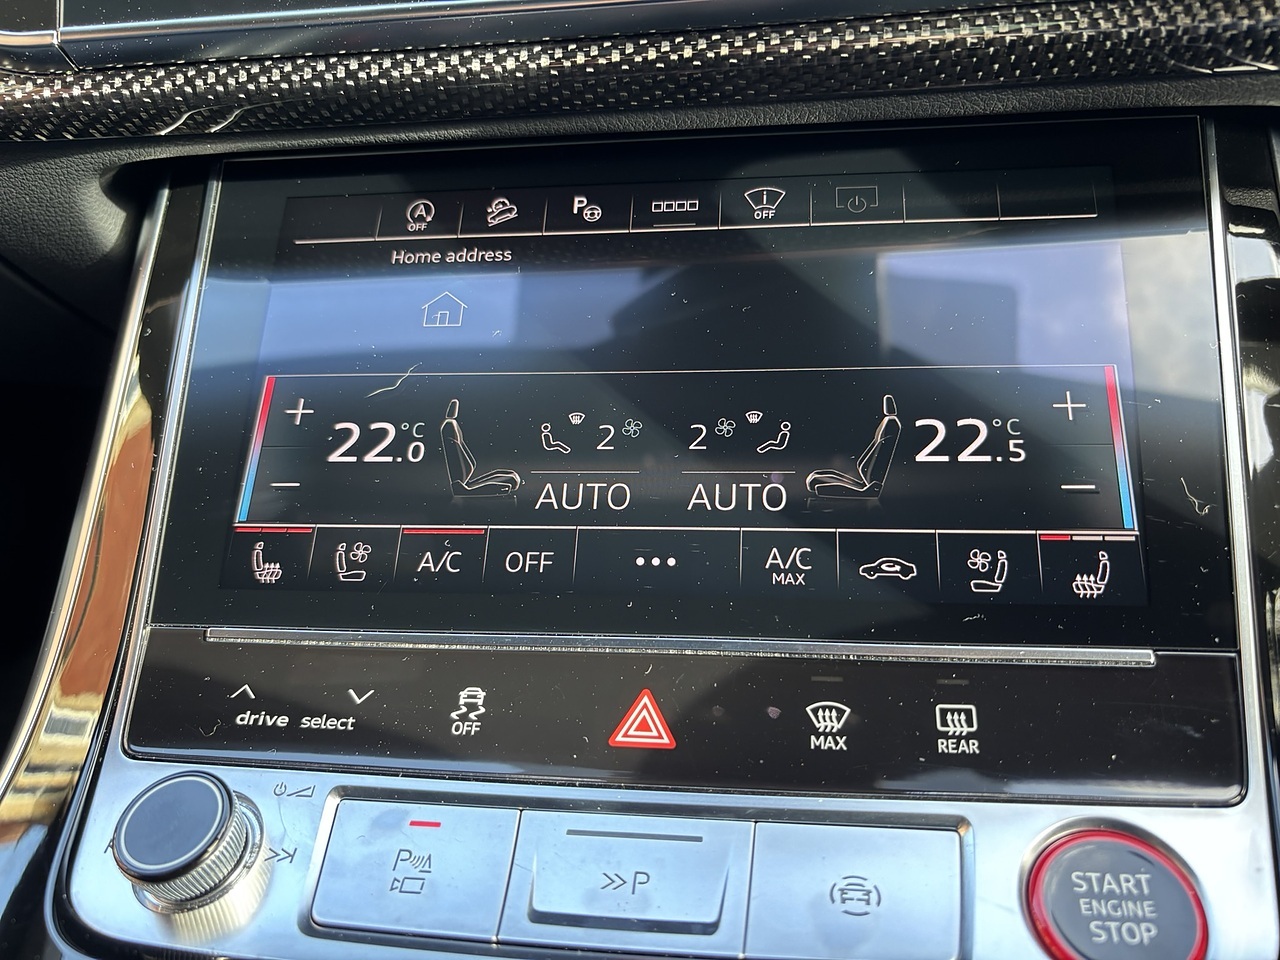 A
OFF
P
i
OFF
Home address
22.0 °C
2
2
22.5 °C
AUTO
AUTO
A/C
OFF
A/C
MAX
drive select
OFF
MAX
REAR
P
P
START
ENGINE
STOP